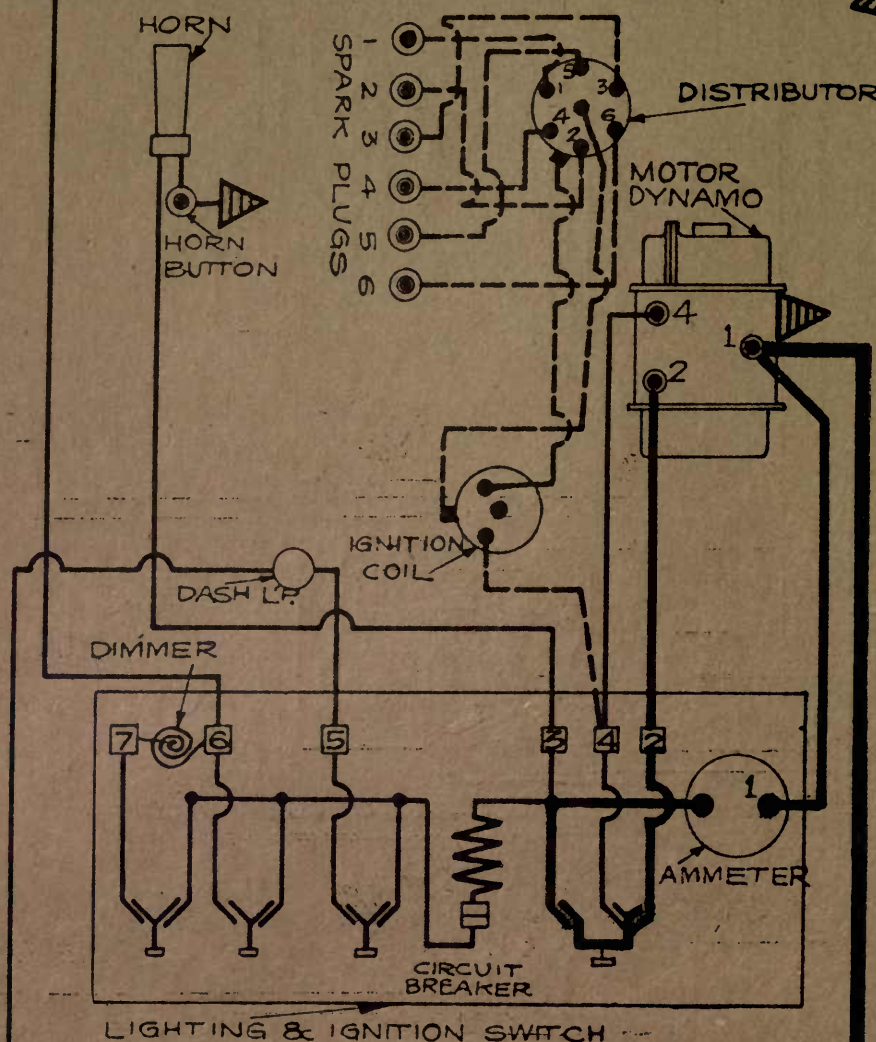 HORN
HORN
BUTTON
SPARK PLUGS
1
2
3
4
5
6
5
1
3
4
6
2
DISTRIBUTOR
MOTOR
DYNAMO
4
1
2
IGNITION
COIL
DASH LP.
DIMMER
7
6
5
3
4
2
1
AMMETER
CIRCUIT
BREAKER
LIGHTING & IGNITION SWITCH